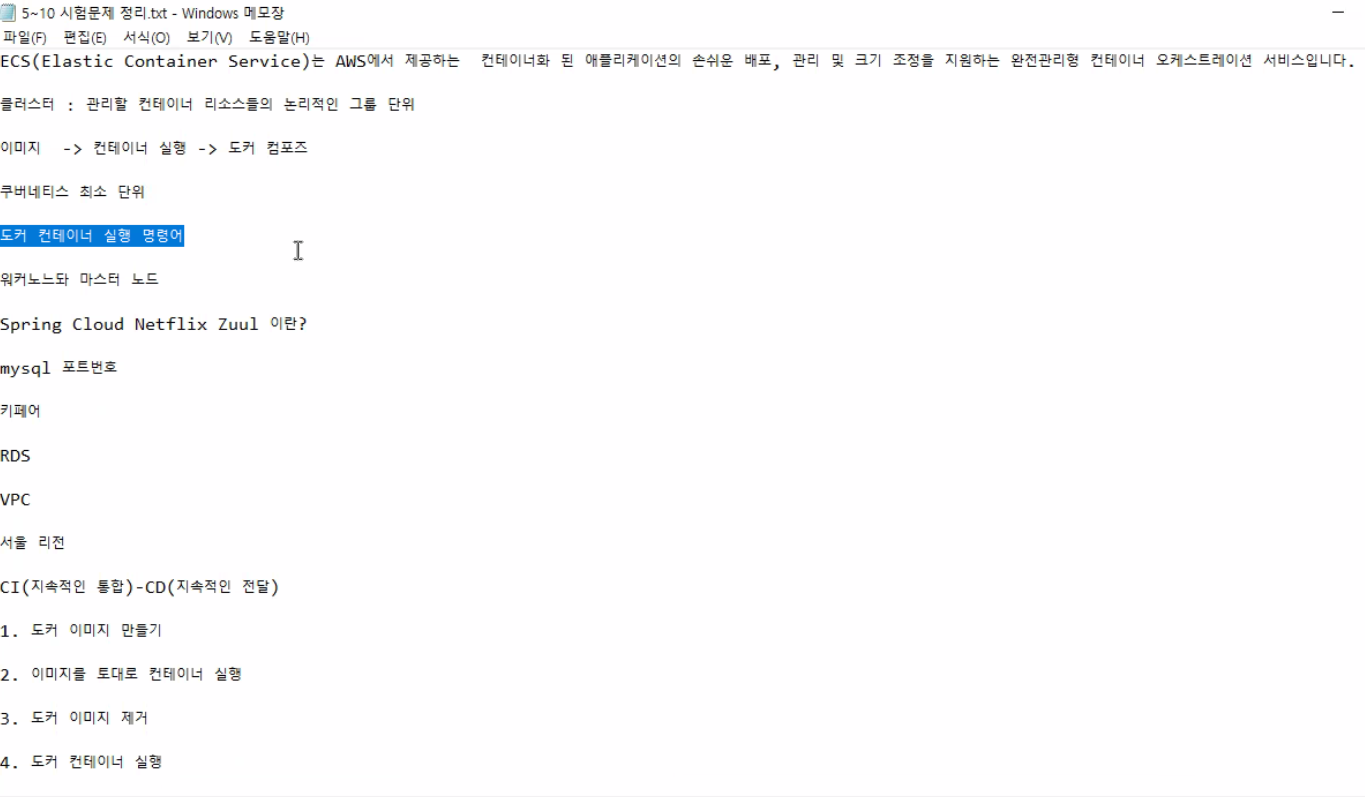 5~10 시험문제 정리.txt - Windows 메모장
파일(F) 편집(E) 서식(O) 보기(V) 도움말(H)
ECS(Elastic Container Service)는 AWS에서 제공하는 컨테이너화 된 애플리케이션의 손쉬운 배포, 관리 및 크기 조정을 지원하는 완전관리형 컨테이너 오케스트레이션 서비스입니다.
클러스터 : 관리할 컨테이너 리소스들의 논리적인 그룹 단위
이미지 -> 컨테이너 실행 -> 도커 컴포즈
쿠버네티스 최소 단위
도커 컨테이너 실행 명령어
워커노느돠 마스터 노드
Spring Cloud Netflix Zuul 이란?
mysql 포트번호
키페어
RDS
VPC
서울 리전
CI(지속적인 통합)-CD(지속적인 전달)
1. 도커 이미지 만들기
2. 이미지를 토대로 컨테이너 실행
3. 도커 이미지 제거
4. 도커 컨테이너 실행